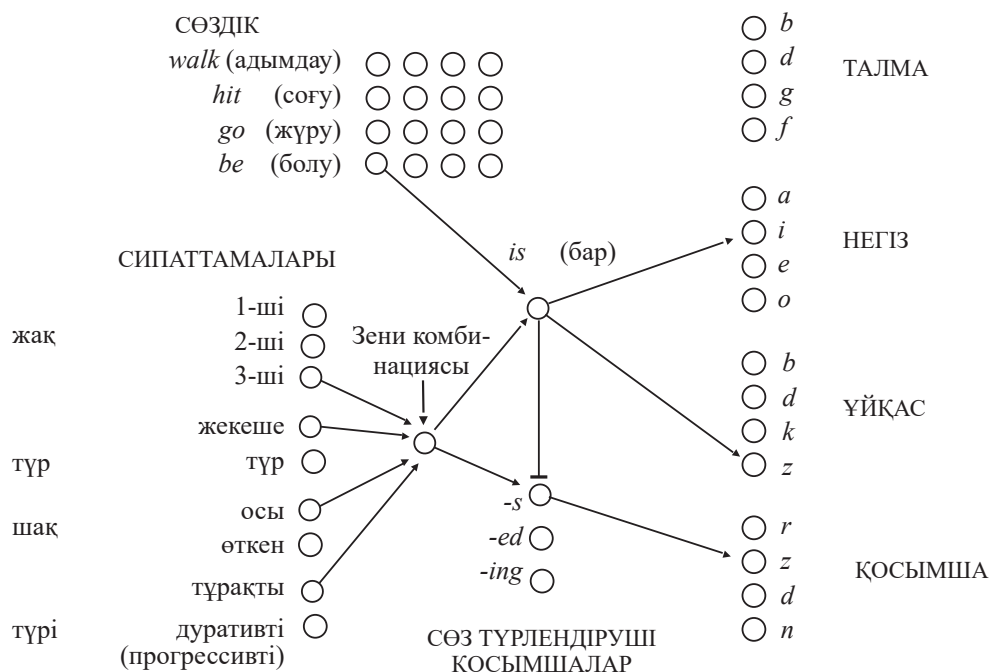 СӨЗДІК
walk (адымдау)
hit (соғу)
go (жүру)
be (болу)
СИПАТТАМАЛАРЫ
жақ
1-ші
2-ші
3-ші
түр
жекеше
түр
шақ
осы
өткен
түрі
тұрақты
дуративті
(прогрессивті)
Зени комби-
нациясы
is (бар)
-s
-ed
-ing
СӨЗ ТҮРЛЕНДІРУШІ
ҚОСЫМШАЛАР
b
d
g
f
ТАЛМА
a
i
e
o
НЕГІЗ
b
d
k
z
ҰЙҚАС
r
z
d
n
ҚОСЫМША